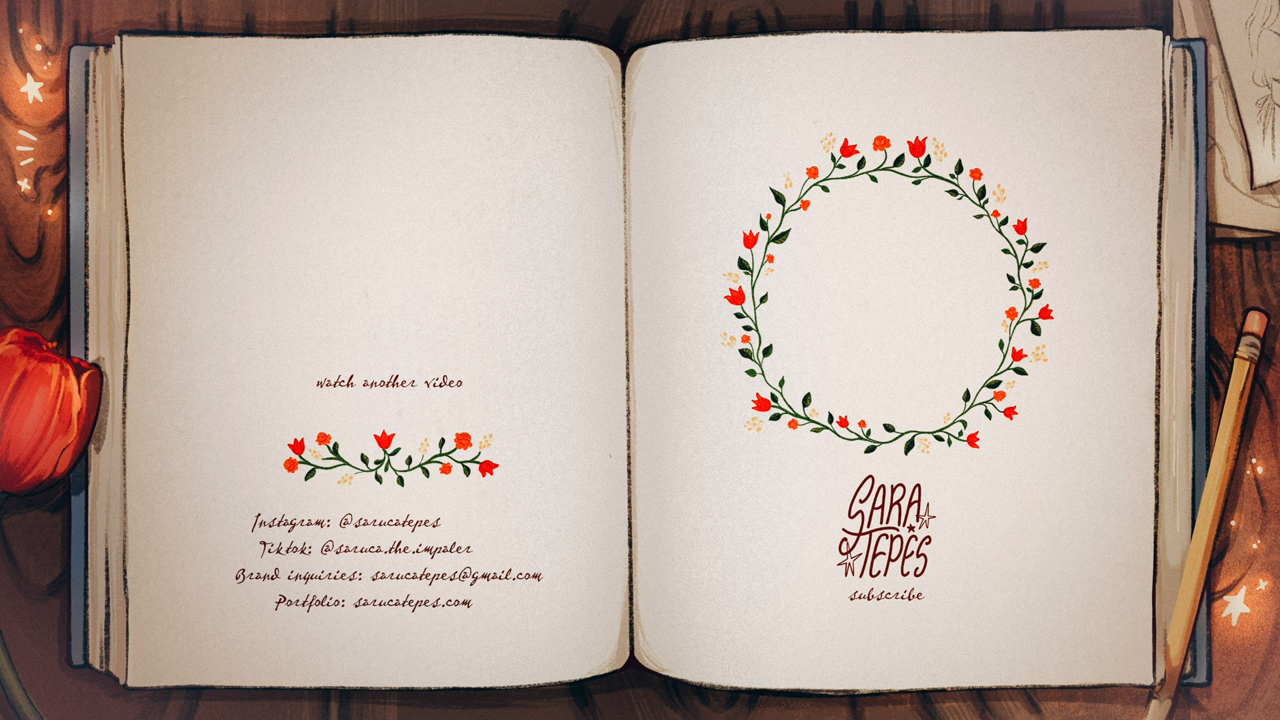 watch another video
Instagram: @sarucatepes
Tiktok: @saruca.the.impaler
Brand inquiries: sarucatepes@gmail.com
Portfolio: sarucatepes.com
SARA
TEPES
subscribe